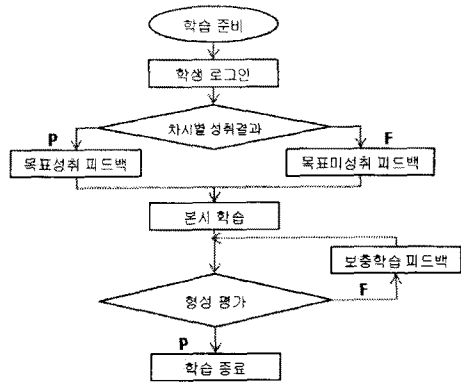 학습 준비
학생 로그인
차시별 성취결과
P
F
목표성취 피드백
목표미성취 피드백
본시 학습
보충학습 피드백
형성 평가
F
P
학습 종료